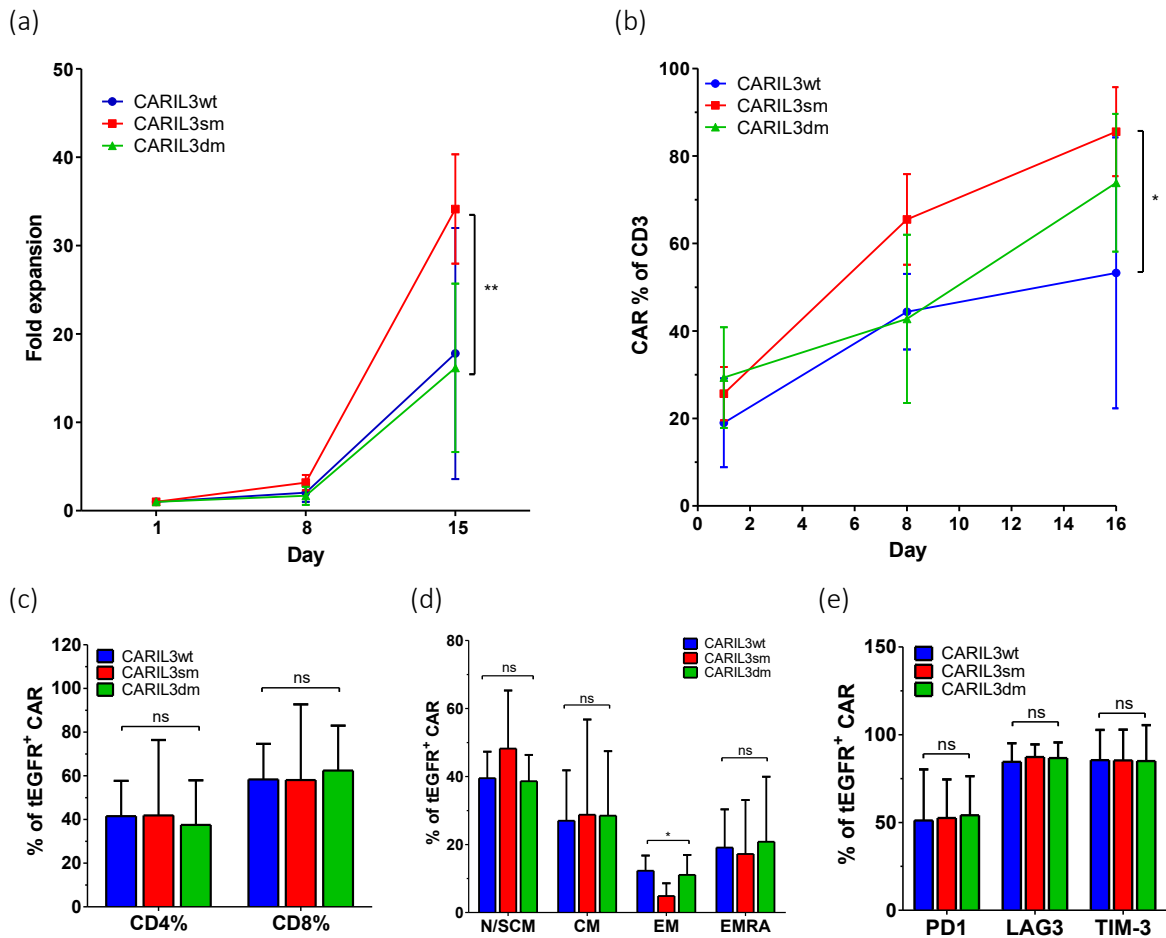 (a)
50
40
30
20
10
0
Fold expansion
CARIL3wt
CARIL3sm
CARIL3dm
**
1 8 15
Day
(b)
100
80
60
40
20
0
CAR % of CD3
CARIL3wt
CARIL3sm
CARIL3dm
*
0 2 4 6 8 10 12 14 16
Day
(c)
120
100
80
60
40
20
0
% of tEGFR⁺ CAR
CARIL3wt
CARIL3sm
CARIL3dm
ns
ns
CD4% CD8%
(d)
80
60
40
20
0
% of tEGFR⁺ CAR
CARIL3wt
CARIL3sm
CARIL3dm
ns
ns
*
ns
N/SCM CM EM EMRA
(e)
150
100
50
0
% of tEGFR⁺ CAR
CARIL3wt
CARIL3sm
CARIL3dm
ns
ns
ns
PD1 LAG3 TIM-3